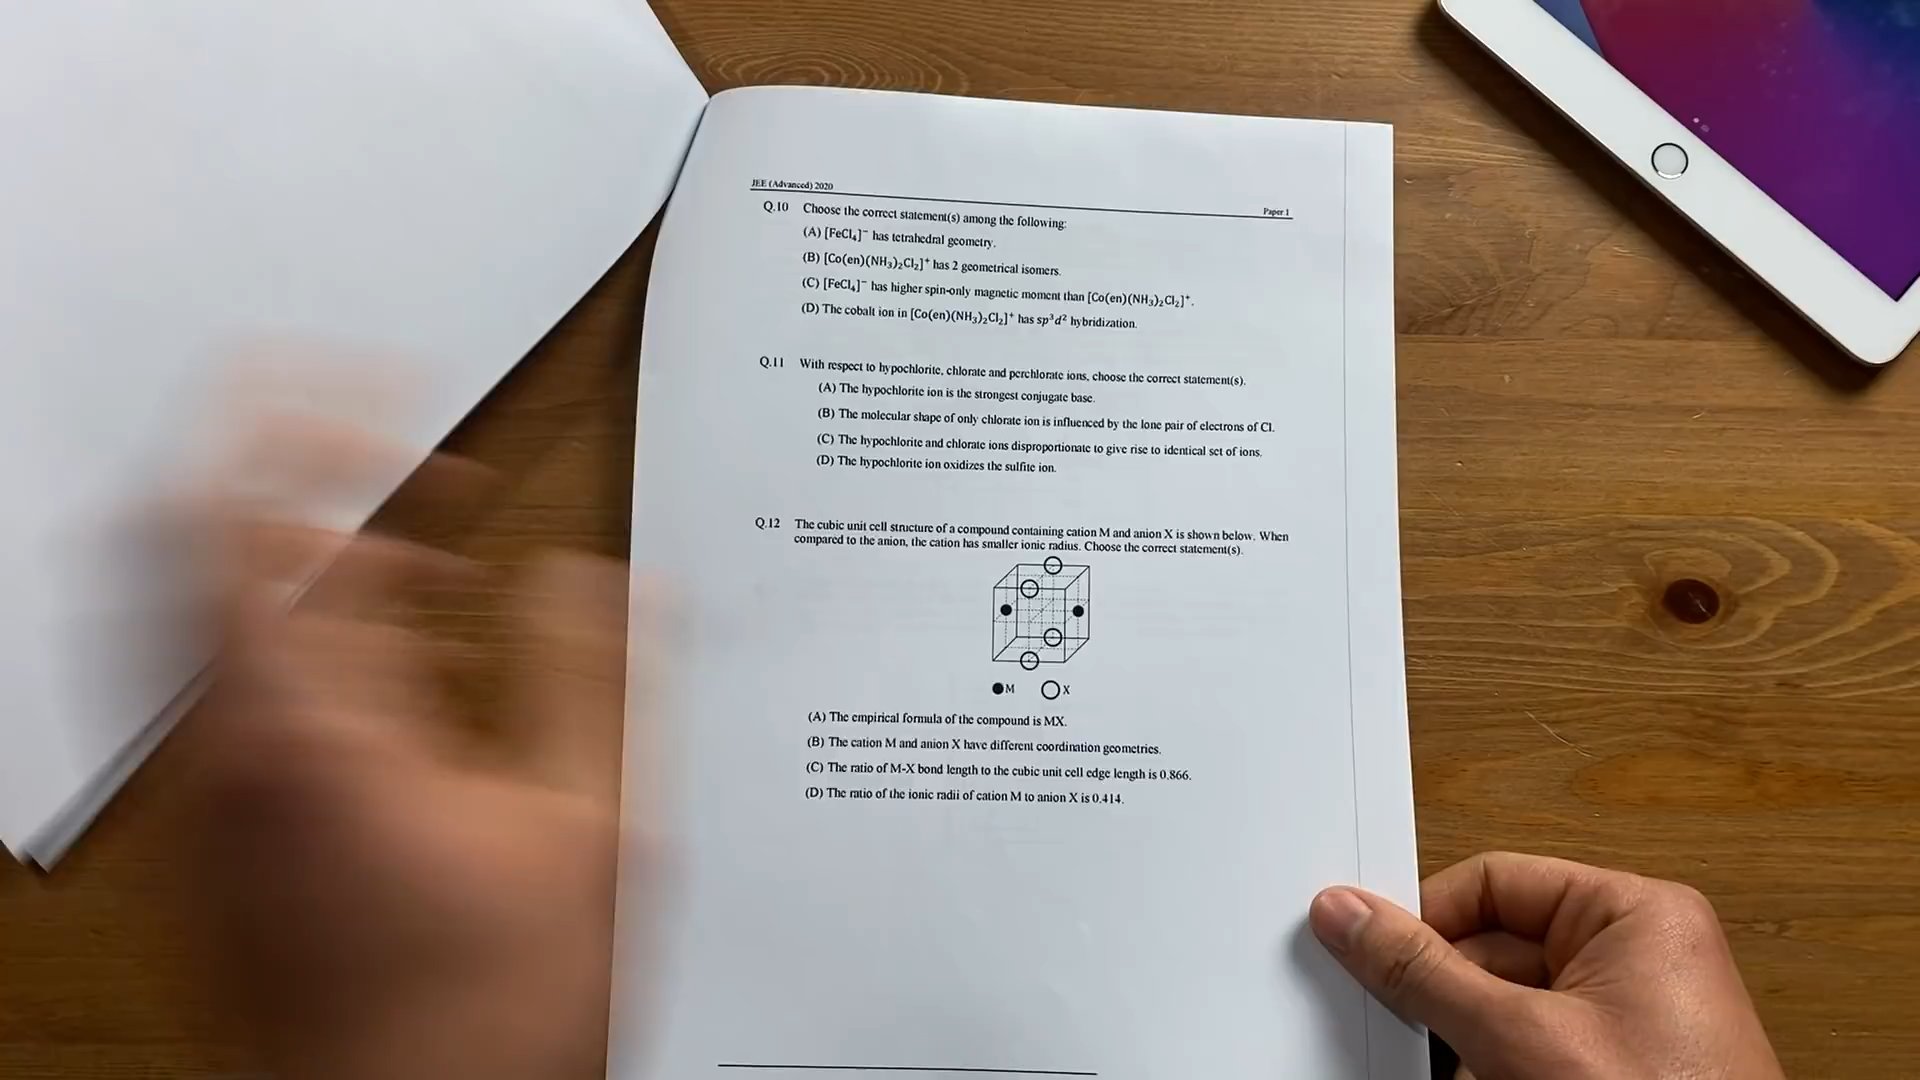 JEE (Advanced) 2020
Paper 1
Q.10 Choose the correct statement(s) among the following:
(A) [FeCl₄]⁻ has tetrahedral geometry.
(B) [Co(en)(NH₃)₂Cl₂]⁺ has 2 geometrical isomers.
(C) [FeCl₄]⁻ has higher spin-only magnetic moment than [Co(en)(NH₃)₂Cl₂]⁺.
(D) The cobalt ion in [Co(en)(NH₃)₂Cl₂]⁺ has sp³d² hybridization.
Q.11 With respect to hypochlorite, chlorate and perchlorate ions, choose the correct statement(s).
(A) The hypochlorite ion is the strongest conjugate base.
(B) The molecular shape of only chlorate ion is influenced by the lone pair of electrons of Cl.
(C) The hypochlorite and chlorate ions disproportionate to give rise to identical set of ions.
(D) The hypochlorite ion oxidizes the sulfite ion.
Q.12 The cubic unit cell structure of a compound containing cation M and anion X is shown below. When
compared to the anion, the cation has smaller ionic radius. Choose the correct statement(s).
M X
(A) The empirical formula of the compound is MX.
(B) The cation M and anion X have different coordination geometries.
(C) The ratio of M-X bond length to the cubic unit cell edge length is 0.866.
(D) The ratio of the ionic radii of cation M to anion X is 0.414.